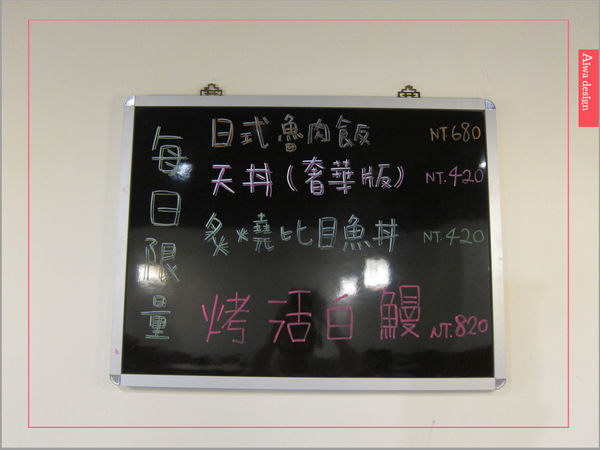 每日限量
日式魯肉飯 NT.680
天丼(奢華版) NT.420
炙燒比目魚丼 NT.420
烤活白鰻 NT.820
Aiwa design